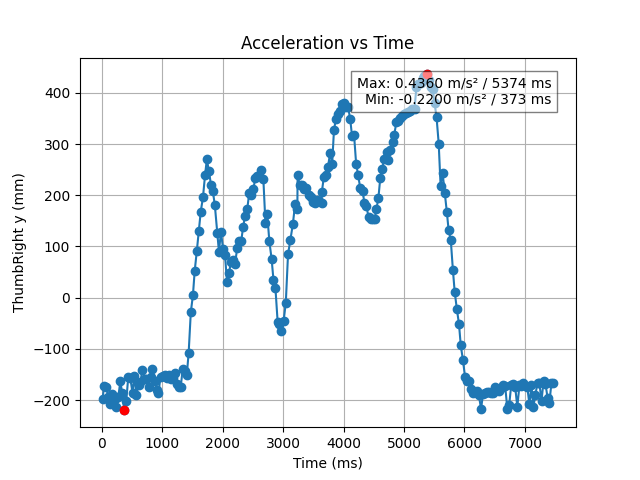 Acceleration vs Time
Max: 0.4360 m/s² / 5374 ms
Min: -0.2200 m/s² / 373 ms
400
300
200
100
0
−100
−200
ThumbRight y (mm)
0 1000 2000 3000 4000 5000 6000 7000
Time (ms)